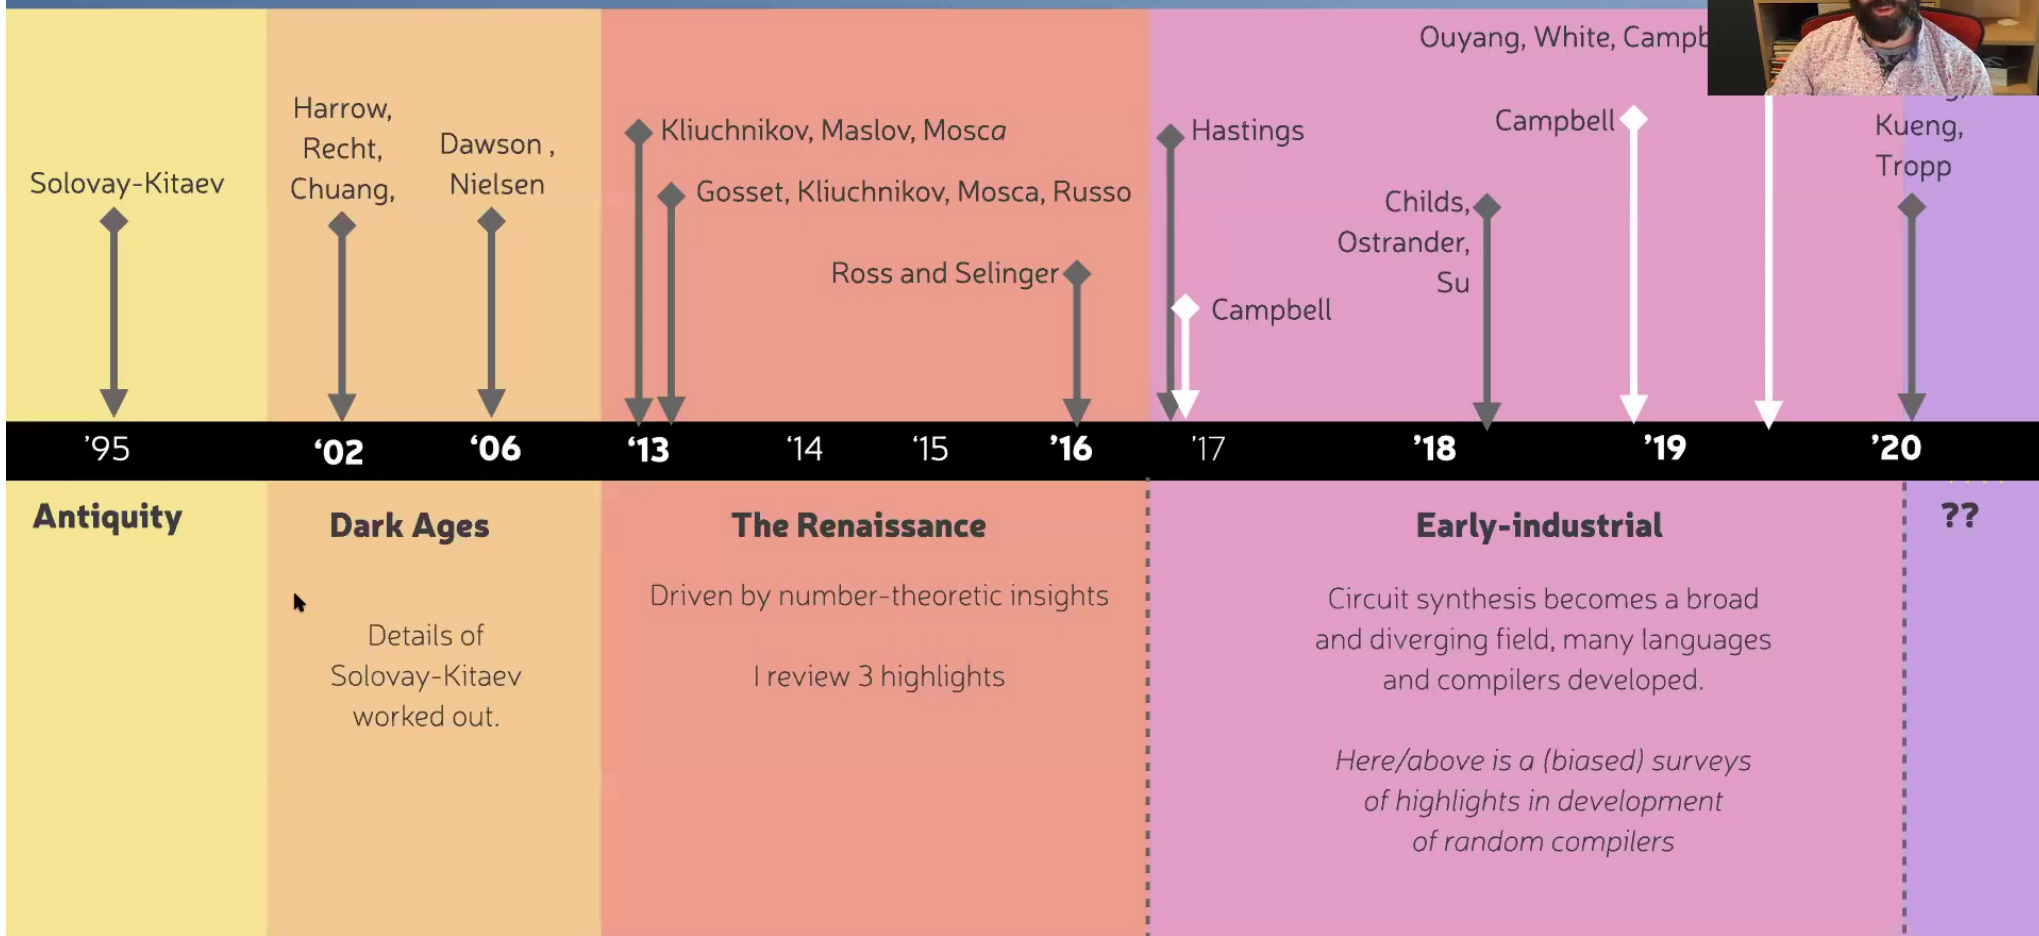 Ouyang, White,
Harrow,
Recht,
Chuang,
Dawson ,
Nielsen
Solovay-Kitaev
Kliuchnikov, Maslov, Mosca
Gosset, Kliuchnikov, Mosca, Russo
Ross and Selinger
Hastings
Campbell
Campbell
Childs,
Ostrander,
Su
Kueng,
Tropp
'95
‘02
‘06
‘13
‘14
‘15
’16
'17
’18
’19
’20
Antiquity
Dark Ages
Details of
Solovay-Kitaev
worked out.
The Renaissance
Driven by number-theoretic insights
I review 3 highlights
Early-industrial
Circuit synthesis becomes a broad
and diverging field, many languages
and compilers developed.
Here/above is a (biased) surveys
of highlights in development
of random compilers
??